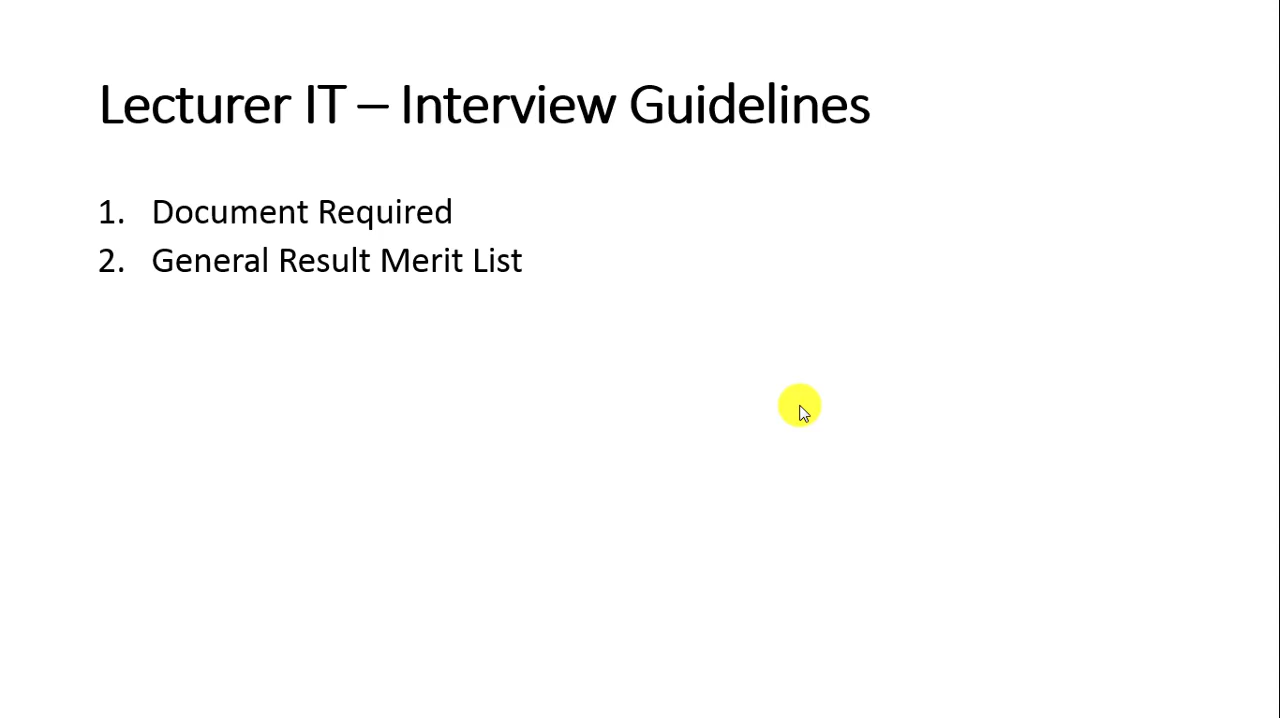 Lecturer IT – Interview Guidelines
1. Document Required
2. General Result Merit List